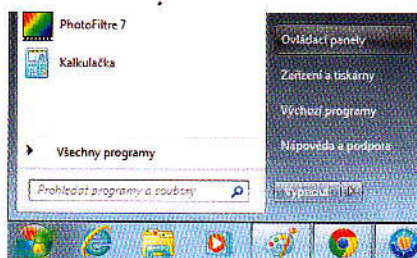 PhotoFiltre 7
Kalkulačka
Všechny programy
Prohledat programy a soubory
Ovládací panely
Zařízení a tiskárny
Výchozí programy
Nápověda a podpora
Vypnout